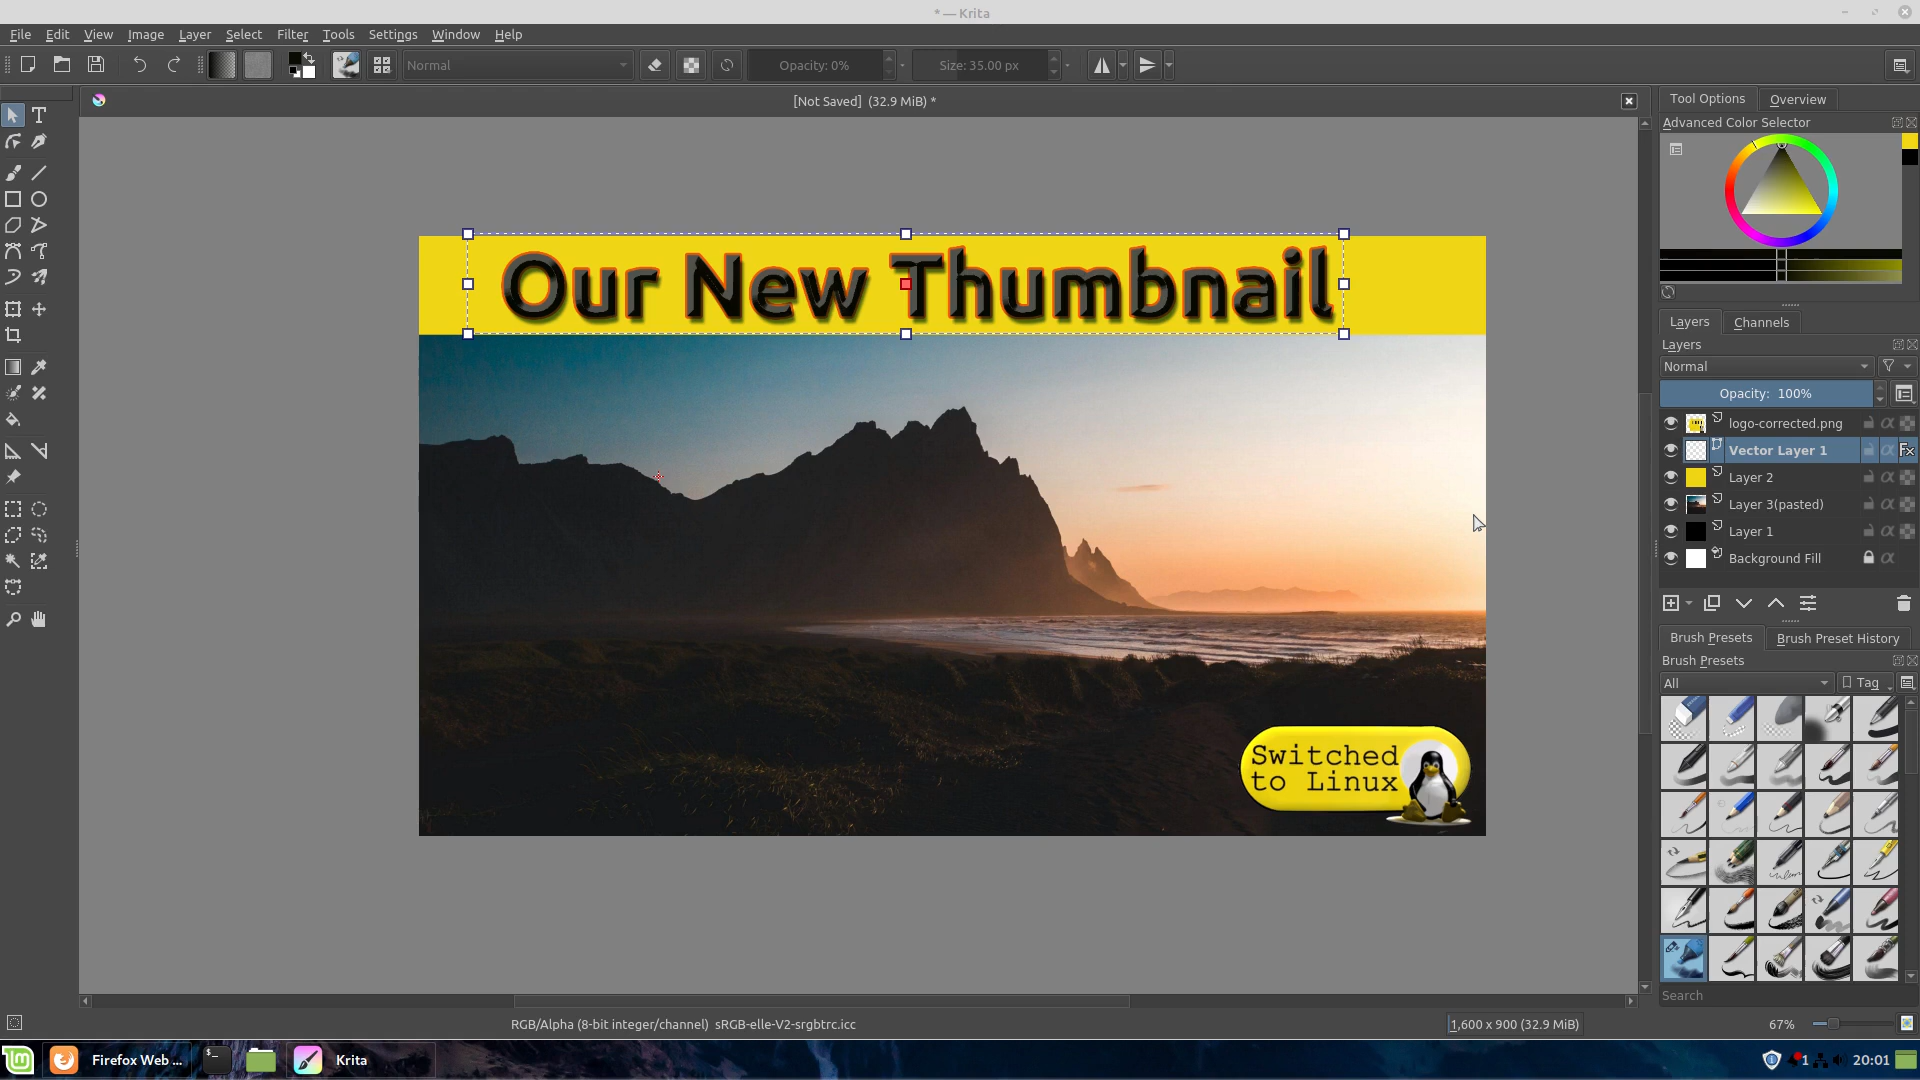 * — Krita
File Edit View Image Layer Select Filter Tools Settings Window Help
Normal Opacity: 0% Size: 35.00 px
[Not Saved] (32.9 MiB) *
Tool Options Overview
Advanced Color Selector
Our New Thumbnail
Layers Channels
Layers
Normal
Opacity: 100%
logo-corrected.png
Vector Layer 1 Fx
Layer 2
Layer 3(pasted)
Layer 1
Background Fill
Brush Presets Brush Preset History
Brush Presets
All Tag
Switched
to Linux
Search
RGB/Alpha (8-bit integer/channel) sRGB-elle-V2-srgbtrc.icc 1,600 x 900 (32.9 MiB) 67%
Firefox Web ... Krita 1 20:01